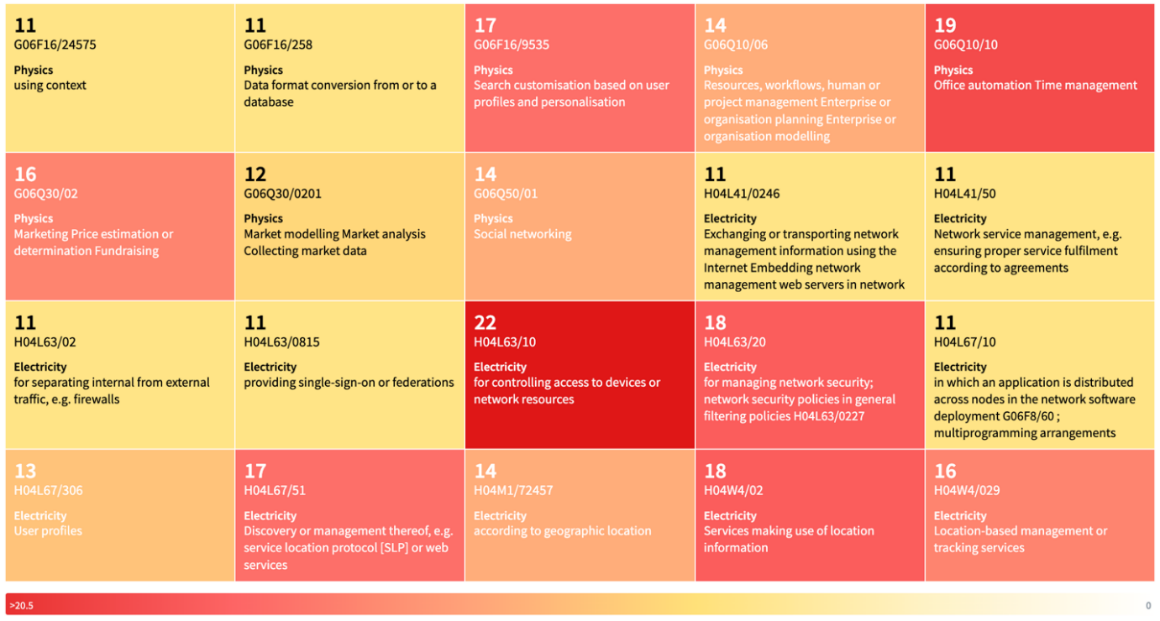 11
G06F16/24575
Physics
using context
11
G06F16/258
Physics
Data format conversion from or to a
database
17
G06F16/9535
Physics
Search customisation based on user
profiles and personalisation
14
G06Q10/06
Physics
Resources, workflows, human or
project management Enterprise or
organisation planning Enterprise or
organisation modelling
19
G06Q10/10
Physics
Office automation Time management
16
G06Q30/02
Physics
Marketing Price estimation or
determination Fundraising
12
G06Q30/0201
Physics
Market modelling Market analysis
Collecting market data
14
G06Q50/01
Physics
Social networking
11
H04L41/0246
Electricity
Exchanging or transporting network
management information using the
Internet Embedding network
management web servers in network
11
H04L41/50
Electricity
Network service management, e.g.
ensuring proper service fulfilment
according to agreements
11
H04L63/02
Electricity
for separating internal from external
traffic, e.g. firewalls
11
H04L63/0815
Electricity
providing single-sign-on or federations
22
H04L63/10
Electricity
for controlling access to devices or
network resources
18
H04L63/20
Electricity
for managing network security;
network security policies in general
filtering policies H04L63/0227
11
H04L67/10
Electricity
in which an application is distributed
across nodes in the network software
deployment G06F8/60 ;
multiprogramming arrangements
13
H04L67/306
Electricity
User profiles
17
H04L67/51
Electricity
Discovery or management thereof, e.g.
service location protocol [SLP] or web
services
14
H04M1/72457
Electricity
according to geographic location
18
H04W4/02
Electricity
Services making use of location
information
16
H04W4/029
Electricity
Location-based management or
tracking services
>20.5
0